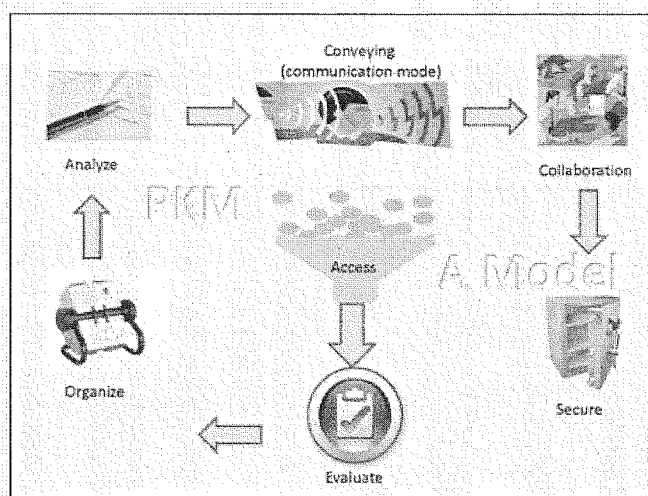 Conveying
(communication mode)
Analyze
Collaboration
PKM.
Access
A Model
Organize
Secure
Evaluate